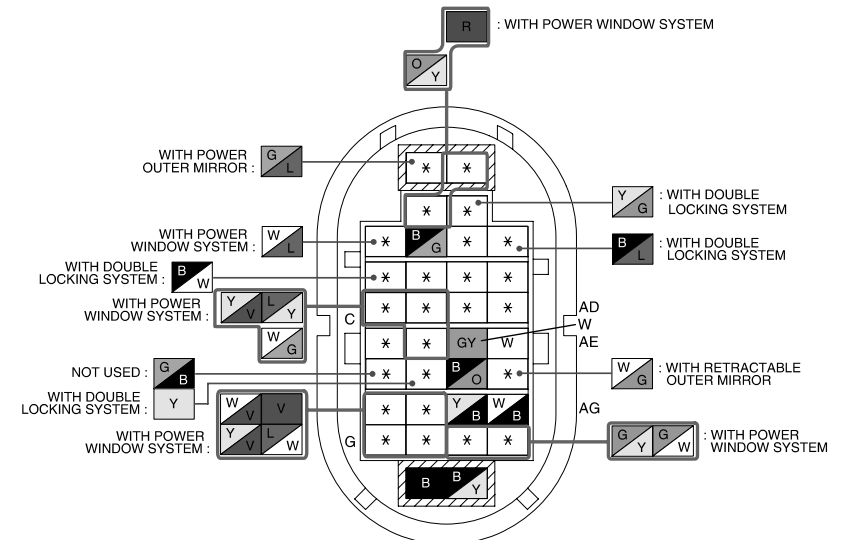 R : WITH POWER WINDOW SYSTEM
O Y
WITH POWER
OUTER MIRROR : G L
* *
Y G : WITH DOUBLE
LOCKING SYSTEM
* *
WITH POWER
WINDOW SYSTEM : W L
* B G * *
B L : WITH DOUBLE
LOCKING SYSTEM
WITH DOUBLE
LOCKING SYSTEM : B W
* * * *
WITH POWER
WINDOW SYSTEM : Y V L Y
W G
C * * * * AD
W
* * GY W AE
NOT USED : G B
* * B O *
W G : WITH RETRACTABLE
OUTER MIRROR
WITH DOUBLE
LOCKING SYSTEM : Y
W V V
* * Y B W B AG
WITH POWER
WINDOW SYSTEM : Y V L W
G * * * *
G Y G W : WITH POWER
WINDOW SYSTEM
B B Y